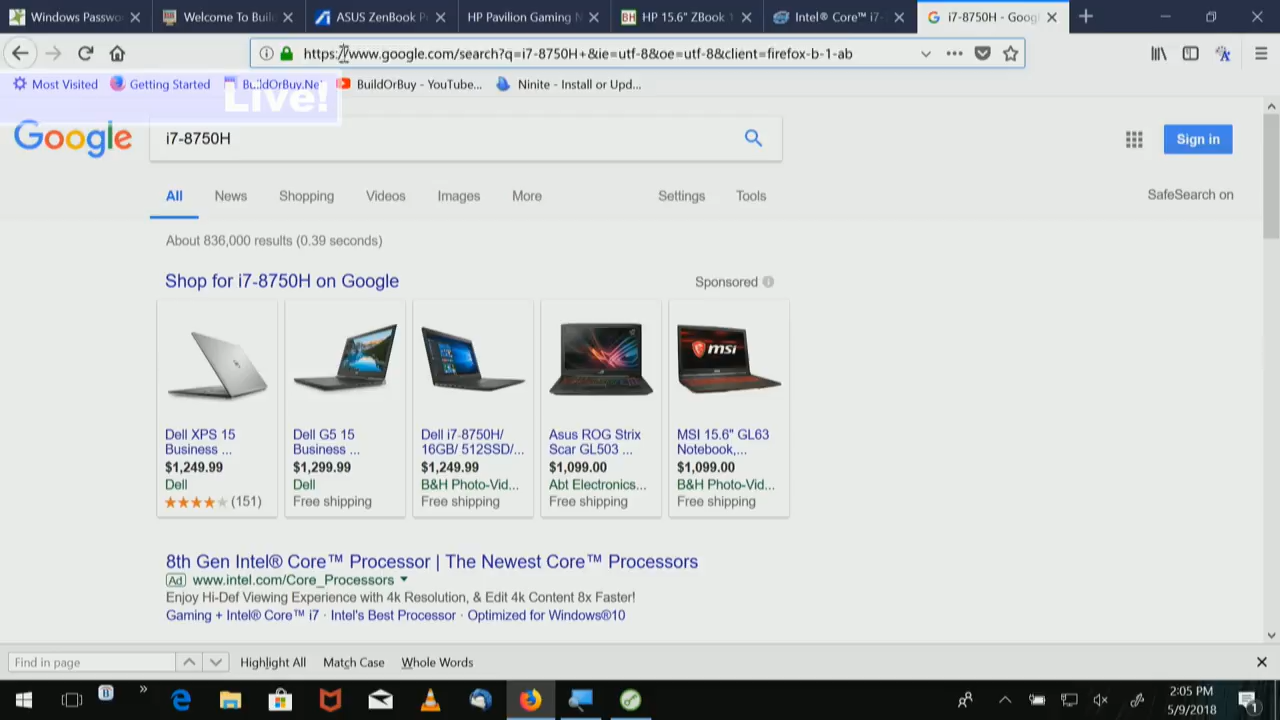 Windows Passwo
Welcome To Buil
ASUS ZenBook P
HP Pavilion Gaming N
BH HP 15.6" ZBook 1
Intel® Core™ i7-
i7-8750H - Goog
https://www.google.com/search?q=i7-8750H+&ie=utf-8&oe=utf-8&client=firefox-b-1-ab
Most Visited
Getting Started
BuildOrBuy.Net
BuildOrBuy - YouTube...
Ninite - Install or Upd...
Live!
Google
i7-8750H
Sign in
All
News
Shopping
Videos
Images
More
Settings
Tools
SafeSearch on
About 836,000 results (0.39 seconds)
Shop for i7-8750H on Google
Sponsored
msi
Dell XPS 15
Business ...
$1,249.99
Dell
(151)
Dell G5 15
Business ...
$1,299.99
Dell
Free shipping
Dell i7-8750H/
16GB/ 512SSD/...
$1,249.99
B&H Photo-Vid...
Free shipping
Asus ROG Strix
Scar GL503 ...
$1,099.00
Abt Electronics...
Free shipping
MSI 15.6" GL63
Notebook,...
$1,099.00
B&H Photo-Vid...
Free shipping
8th Gen Intel® Core™ Processor | The Newest Core™ Processors
Ad www.intel.com/Core_Processors
Enjoy Hi-Def Viewing Experience with 4k Resolution, & Edit 4k Content 8x Faster!
Gaming + Intel® Core™ i7 · Intel's Best Processor · Optimized for Windows®10
Find in page
Highlight All
Match Case
Whole Words
2:05 PM
5/9/2018
1